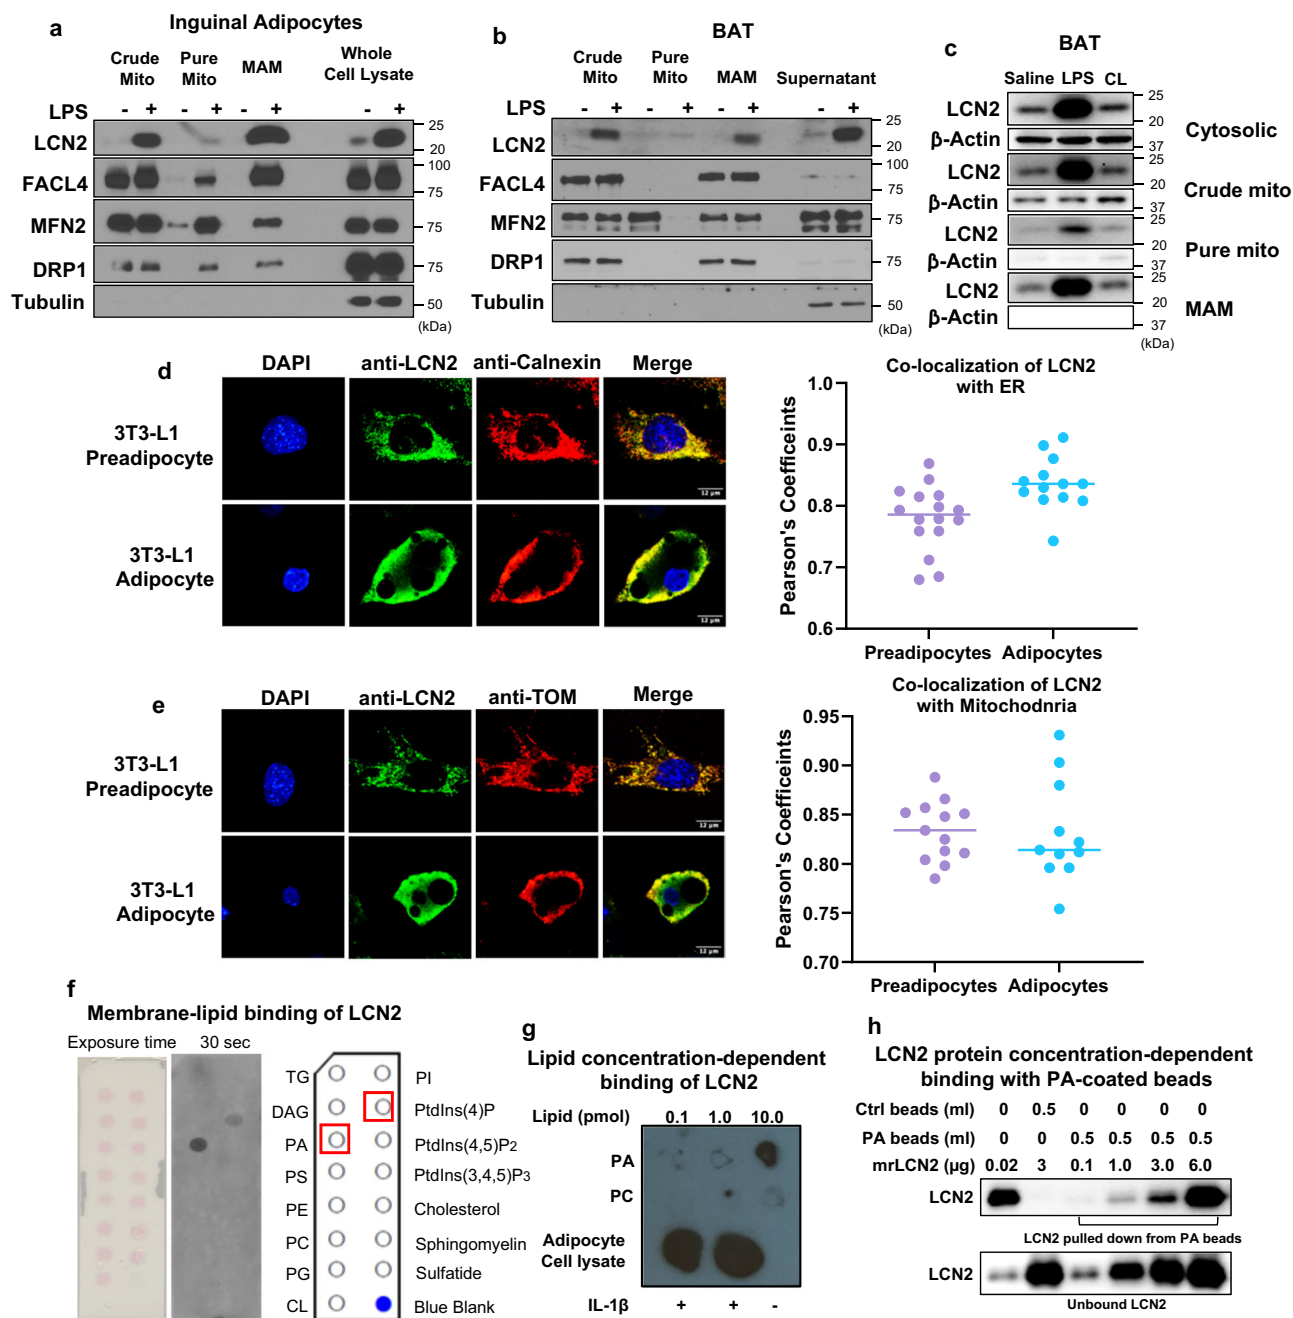 a
Inguinal Adipocytes
Crude Mito
Pure Mito
MAM
Whole Cell Lysate
LPS - + - + - + - +
LCN2
25
20
FACL4
100
75
MFN2
75
DRP1
75
Tubulin
50
(kDa)
b
BAT
Crude Mito
Pure Mito
MAM
Supernatant
LPS - + - + - + - +
LCN2
25
20
FACL4
100
75
MFN2
75
DRP1
75
Tubulin
50
(kDa)
c
BAT
Saline LPS CL
LCN2
25
20
Cytosolic
β-Actin
37
LCN2
25
20
Crude mito
β-Actin
37
LCN2
25
20
Pure mito
β-Actin
37
LCN2
25
20
MAM
β-Actin
37
(kDa)
d
DAPI anti-LCN2 anti-Calnexin Merge
3T3-L1
Preadipocyte
12 μm
3T3-L1
Adipocyte
12 μm
Co-localization of LCN2
with ER
Pearson's Coefficeints
1.0
0.9
0.8
0.7
0.6
Preadipocytes Adipocytes
e
DAPI anti-LCN2 anti-TOM Merge
3T3-L1
Preadipocyte
12 μm
3T3-L1
Adipocyte
12 μm
Co-localization of LCN2
with Mitochodnria
Pearson's Coefficeints
0.95
0.90
0.85
0.80
0.75
0.70
Preadipocytes Adipocytes
f
Membrane-lipid binding of LCN2
Exposure time 30 sec
TG PI
DAG PtdIns(4)P
PA PtdIns(4,5)P2
PS PtdIns(3,4,5)P3
PE Cholesterol
PC Sphingomyelin
PG Sulfatide
CL Blue Blank
g
Lipid concentration-dependent
binding of LCN2
Lipid (pmol) 0.1 1.0 10.0
PA
PC
Adipocyte
Cell lysate
IL-1β + + -
h
LCN2 protein concentration-dependent
binding with PA-coated beads
Ctrl beads (ml) 0 0.5 0 0 0 0
PA beads (ml) 0 0 0.5 0.5 0.5 0.5
mrLCN2 (μg) 0.02 3 0.1 1.0 3.0 6.0
LCN2
LCN2 pulled down from PA beads
LCN2
Unbound LCN2